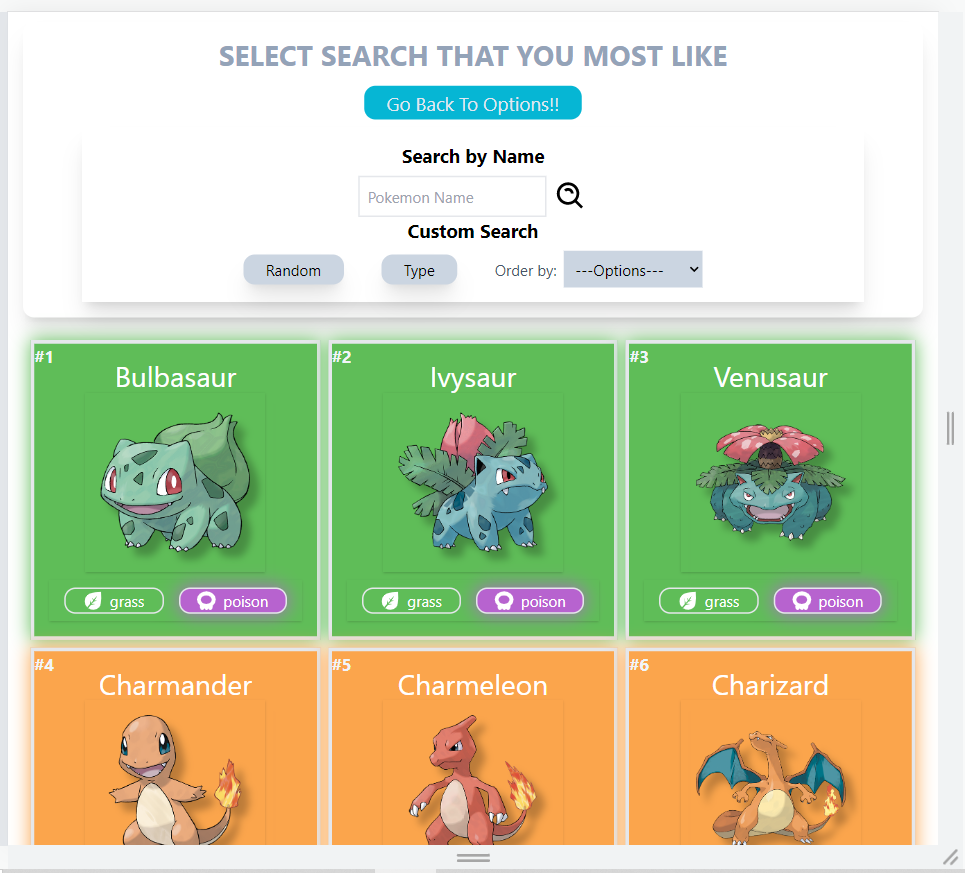 SELECT SEARCH THAT YOU MOST LIKE
Go Back To Options!!
Search by Name
Pokemon Name
Custom Search
Random Type Order by: ---Options---
#1 #2 #3
Bulbasaur Ivysaur Venusaur
grass poison grass poison grass poison
#4 #5 #6
Charmander Charmeleon Charizard